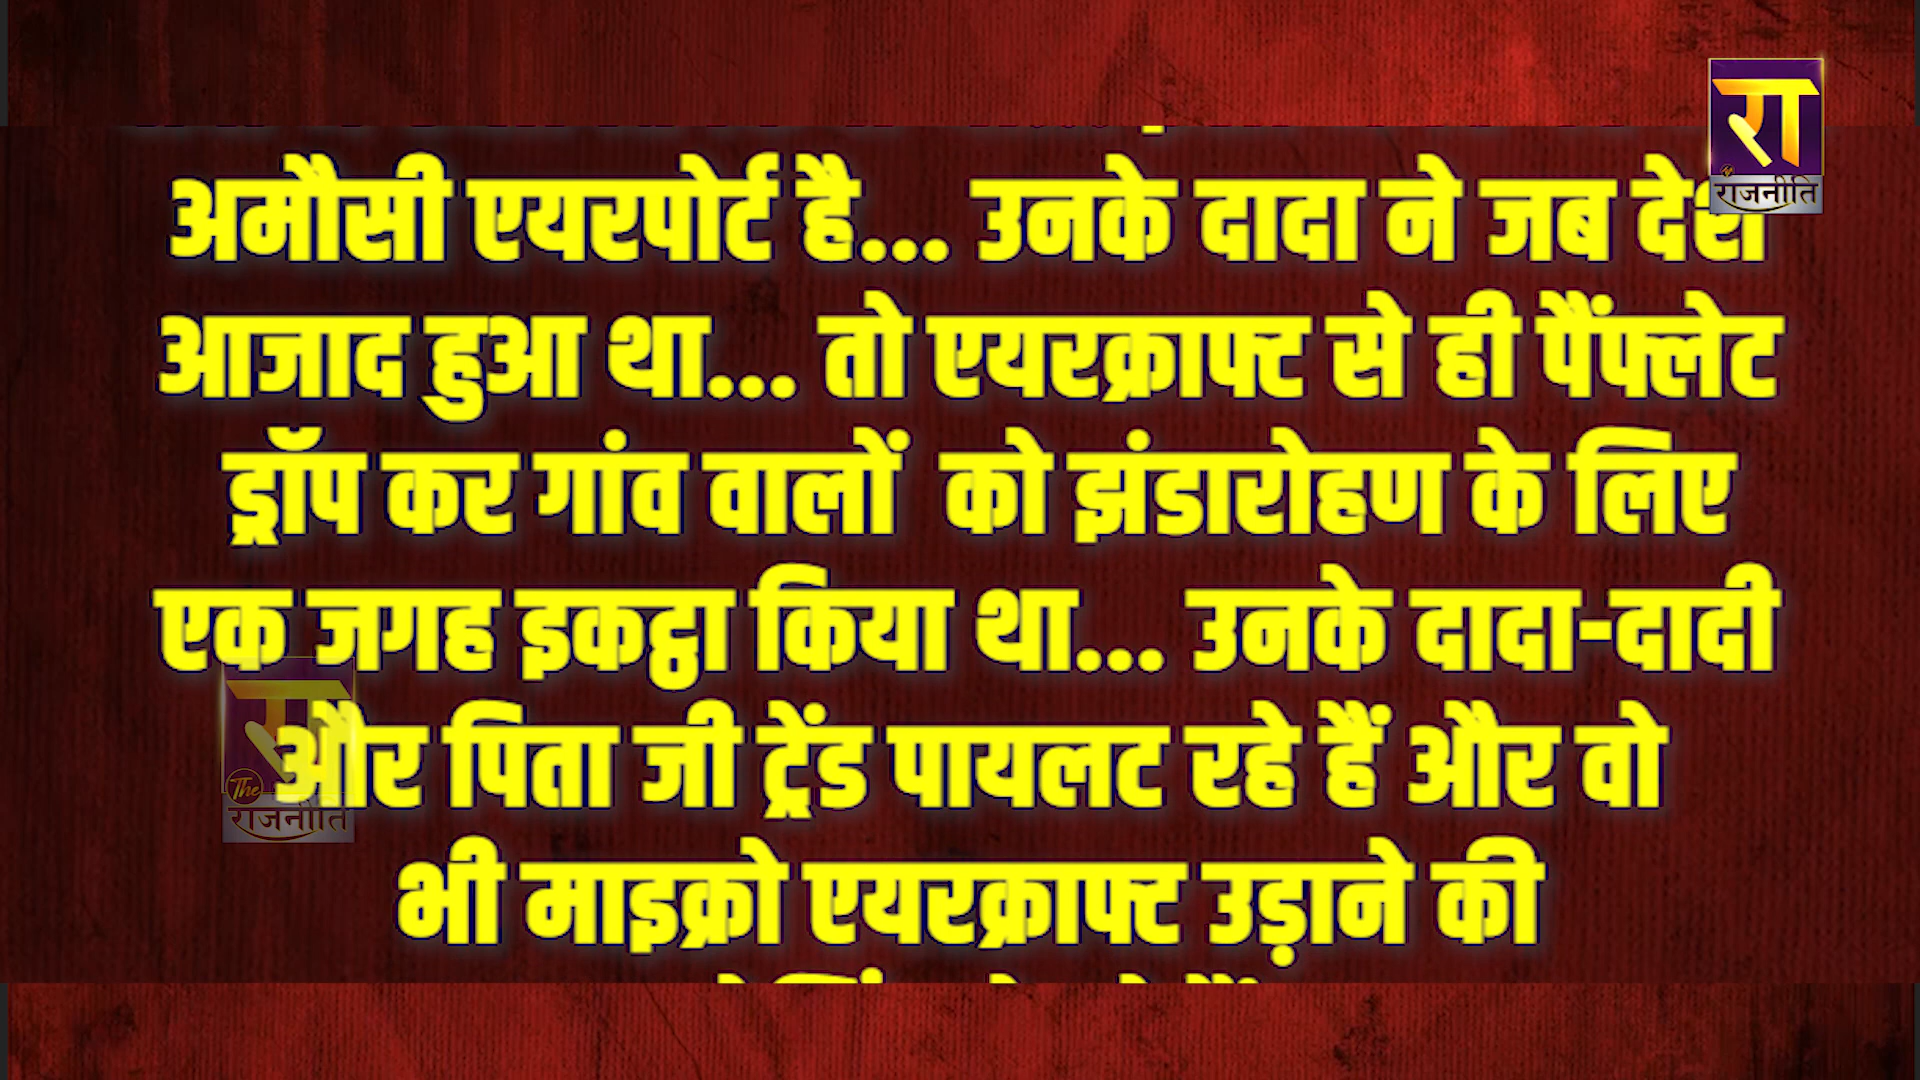 राजनीति
अमौसी एयरपोर्ट है... उनके दादा ने जब देश
आजाद हुआ था... तो एयरक्राफ्ट से ही पैंफ्लेट
ड्रॉप कर गांव वालों को झंडारोहण के लिए
एक जगह इकट्ठा किया था... उनके दादा-दादी
और पिता जी ट्रेंड पायलट रहे हैं और वो
The
राजनीति
भी माइक्रो एयरक्राफ्ट उड़ाने की